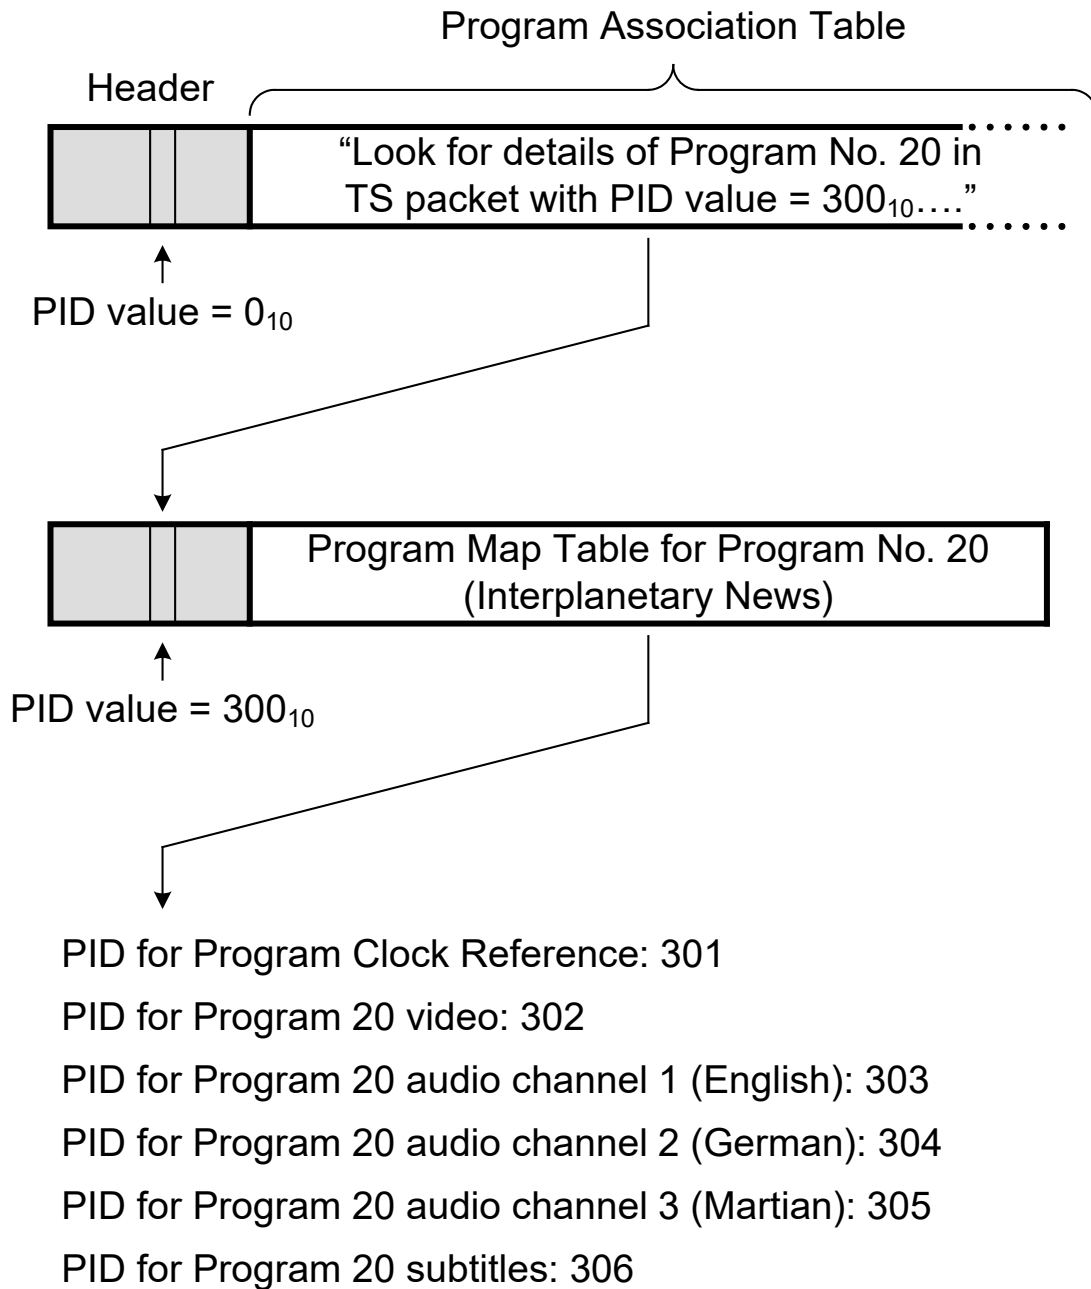 Program Association Table
Header
“Look for details of Program No. 20 in
TS packet with PID value = 300₁₀….”
PID value = 0₁₀
Program Map Table for Program No. 20
(Interplanetary News)
PID value = 300₁₀
PID for Program Clock Reference: 301
PID for Program 20 video: 302
PID for Program 20 audio channel 1 (English): 303
PID for Program 20 audio channel 2 (German): 304
PID for Program 20 audio channel 3 (Martian): 305
PID for Program 20 subtitles: 306